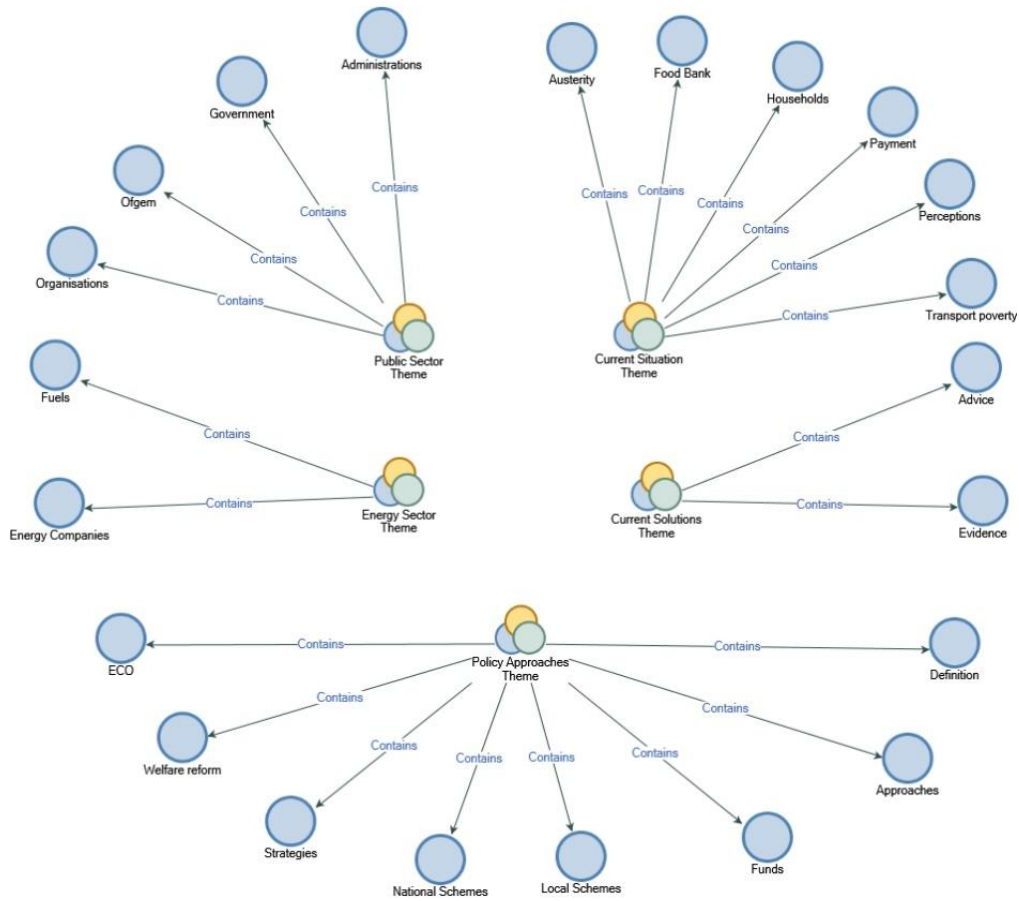 Administrations
Government
Ofgem
Organisations
Contains
Contains
Contains
Contains
Public Sector
Theme
Austerity
Food Bank
Households
Payment
Perceptions
Transport poverty
Contains
Contains
Contains
Contains
Contains
Contains
Current Situation
Theme
Fuels
Energy Companies
Contains
Contains
Energy Sector
Theme
Advice
Evidence
Contains
Contains
Current Solutions
Theme
Policy Approaches
Theme
Contains
Contains
Contains
Contains
Contains
Contains
Contains
Contains
ECO
Welfare reform
Strategies
National Schemes
Local Schemes
Funds
Approaches
Definition